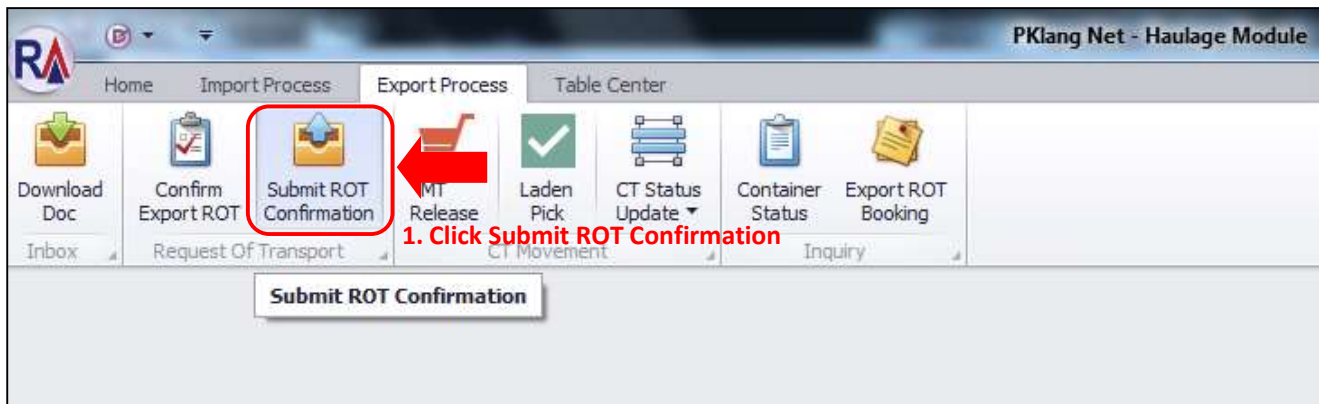 PKlang Net - Haulage Module
RA
Home Import Process Export Process Table Center
Download Doc
Confirm Export ROT
Submit ROT Confirmation
MT Release
Laden Pick
CT Status Update
Container Status
Export ROT Booking
1. Click Submit ROT Confirmation
Inbox Request Of Transport CT Movement Inquiry
Submit ROT Confirmation